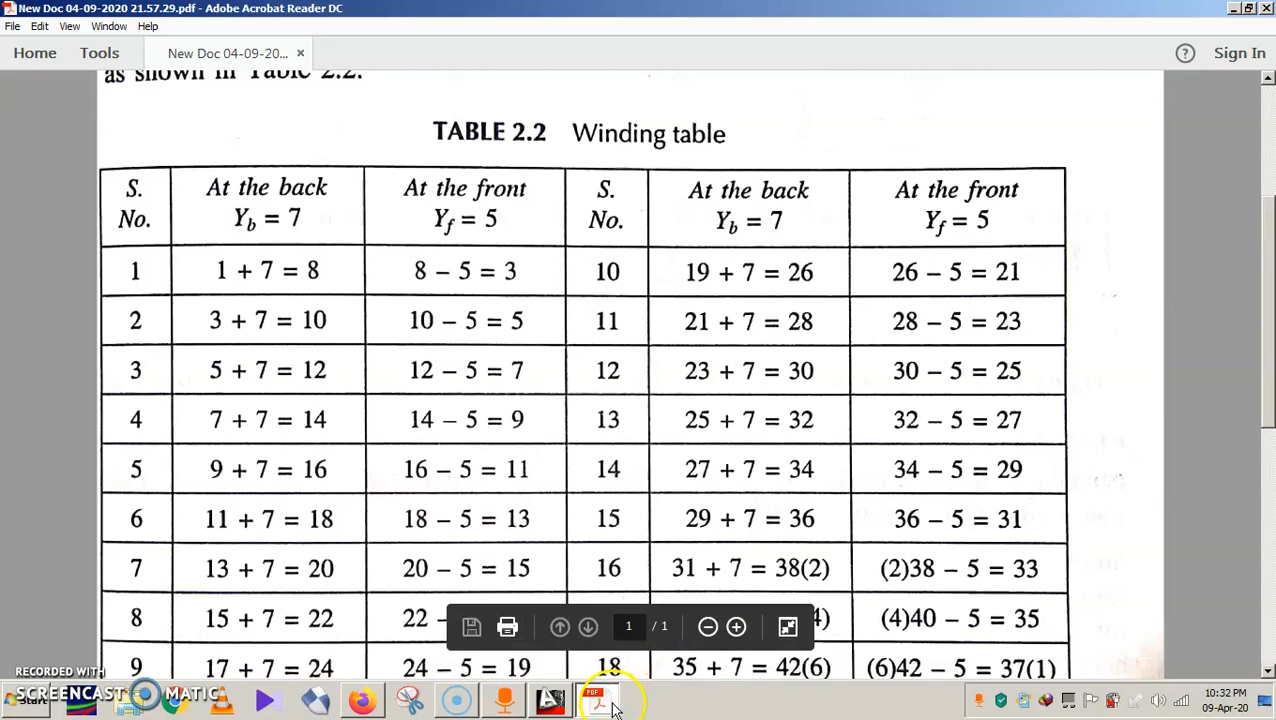 New Doc 04-09-2020 21.57.29.pdf - Adobe Acrobat Reader DC
File Edit View Window Help
Home Tools New Doc 04-09-20... × ? Sign In
as shown in Table 2.2.
TABLE 2.2 Winding table
S. No. At the back Yb = 7 At the front Yf = 5 S. No. At the back Yb = 7 At the front Yf = 5
1 1 + 7 = 8 8 – 5 = 3 10 19 + 7 = 26 26 – 5 = 21
2 3 + 7 = 10 10 – 5 = 5 11 21 + 7 = 28 28 – 5 = 23
3 5 + 7 = 12 12 – 5 = 7 12 23 + 7 = 30 30 – 5 = 25
4 7 + 7 = 14 14 – 5 = 9 13 25 + 7 = 32 32 – 5 = 27
5 9 + 7 = 16 16 – 5 = 11 14 27 + 7 = 34 34 – 5 = 29
6 11 + 7 = 18 18 – 5 = 13 15 29 + 7 = 36 36 – 5 = 31
7 13 + 7 = 20 20 – 5 = 15 16 31 + 7 = 38(2) (2)38 – 5 = 33
8 15 + 7 = 22 22 – 4) (4)40 – 5 = 35
1 / 1
9 17 + 7 = 24 24 – 5 = 19 18 35 + 7 = 42(6) (6)42 – 5 = 37(1)
RECORDED WITH
SCREENCAST MATIC
Start
PDF
10:32 PM
09-Apr-20